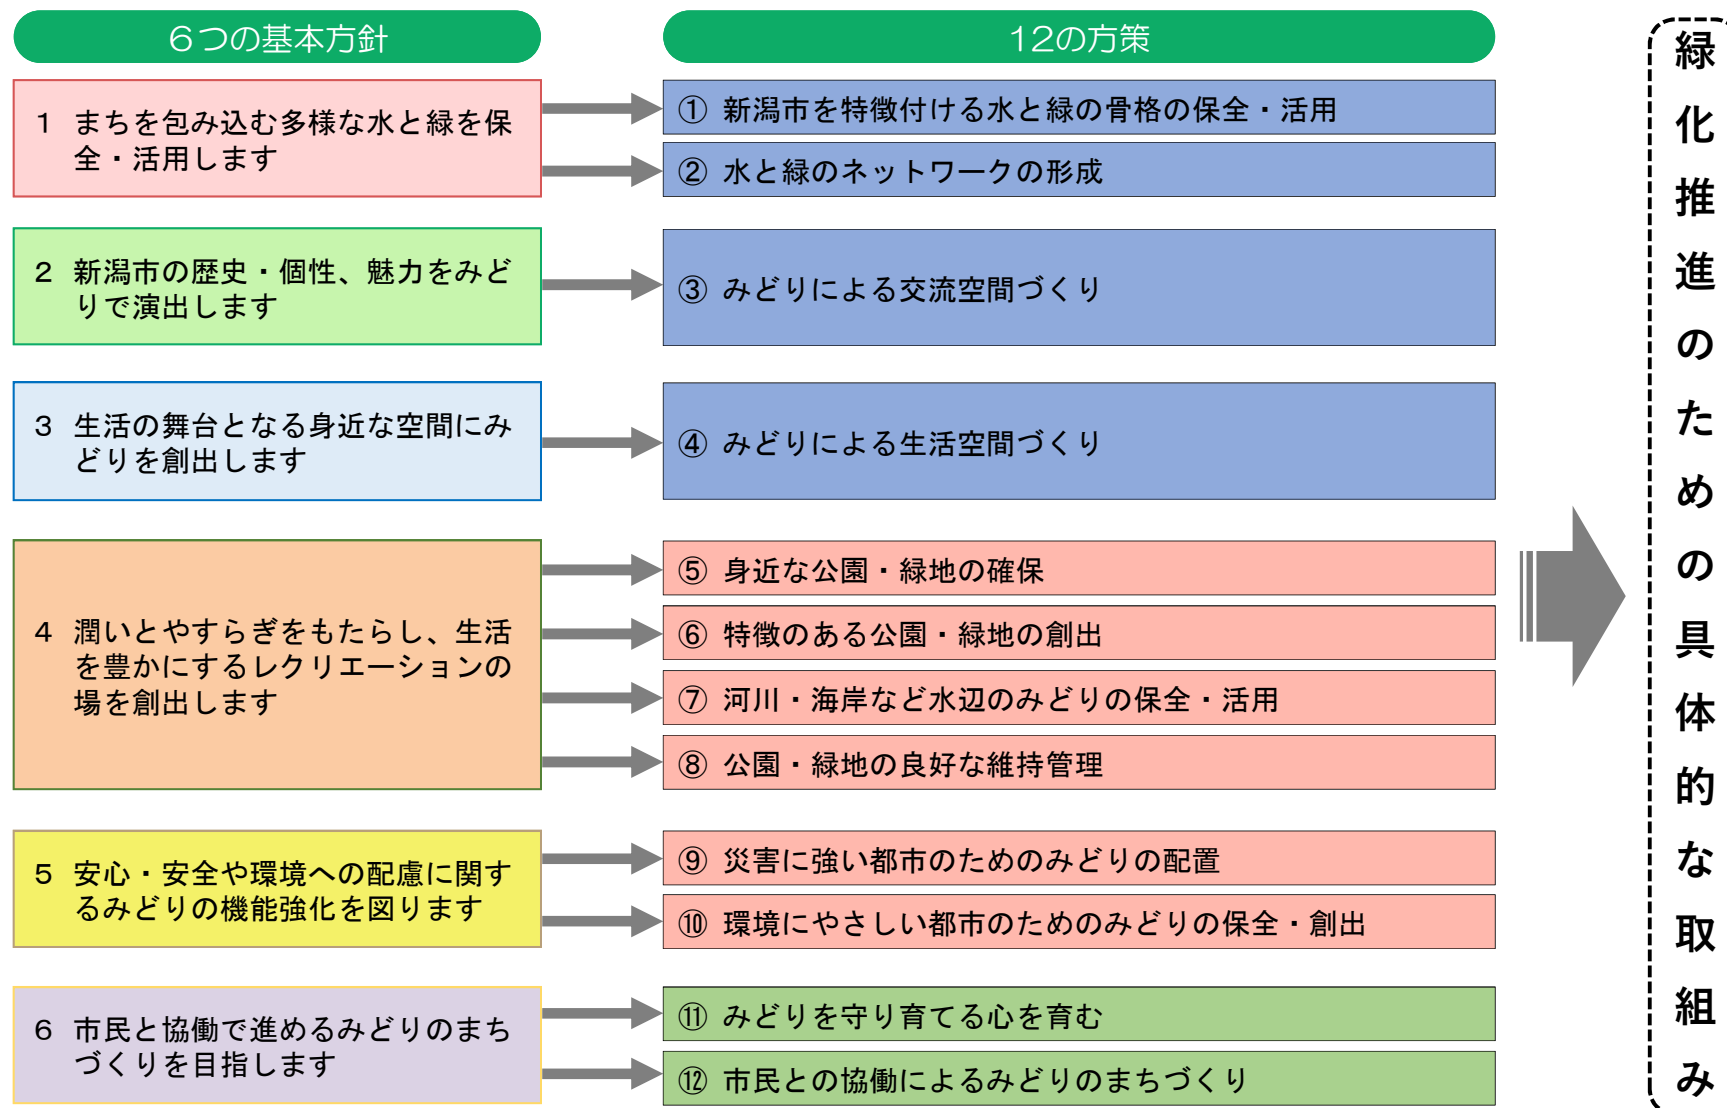 6つの基本方針
12の方策
1 まちを包み込む多様な水と緑を保
全・活用します
① 新潟市を特徴付ける水と緑の骨格の保全・活用
② 水と緑のネットワークの形成
2 新潟市の歴史・個性、魅力をみど
りで演出します
③ みどりによる交流空間づくり
3 生活の舞台となる身近な空間にみ
どりを創出します
④ みどりによる生活空間づくり
4 潤いとやすらぎをもたらし、生活
を豊かにするレクリエーションの
場を創出します
⑤ 身近な公園・緑地の確保
⑥ 特徴のある公園・緑地の創出
⑦ 河川・海岸など水辺のみどりの保全・活用
⑧ 公園・緑地の良好な維持管理
5 安心・安全や環境への配慮に関す
るみどりの機能強化を図ります
⑨ 災害に強い都市のためのみどりの配置
⑩ 環境にやさしい都市のためのみどりの保全・創出
6 市民と協働で進めるみどりのまち
づくりを目指します
⑪ みどりを守り育てる心を育む
⑫ 市民との協働によるみどりのまちづくり
緑化推進のための具体的な取組み